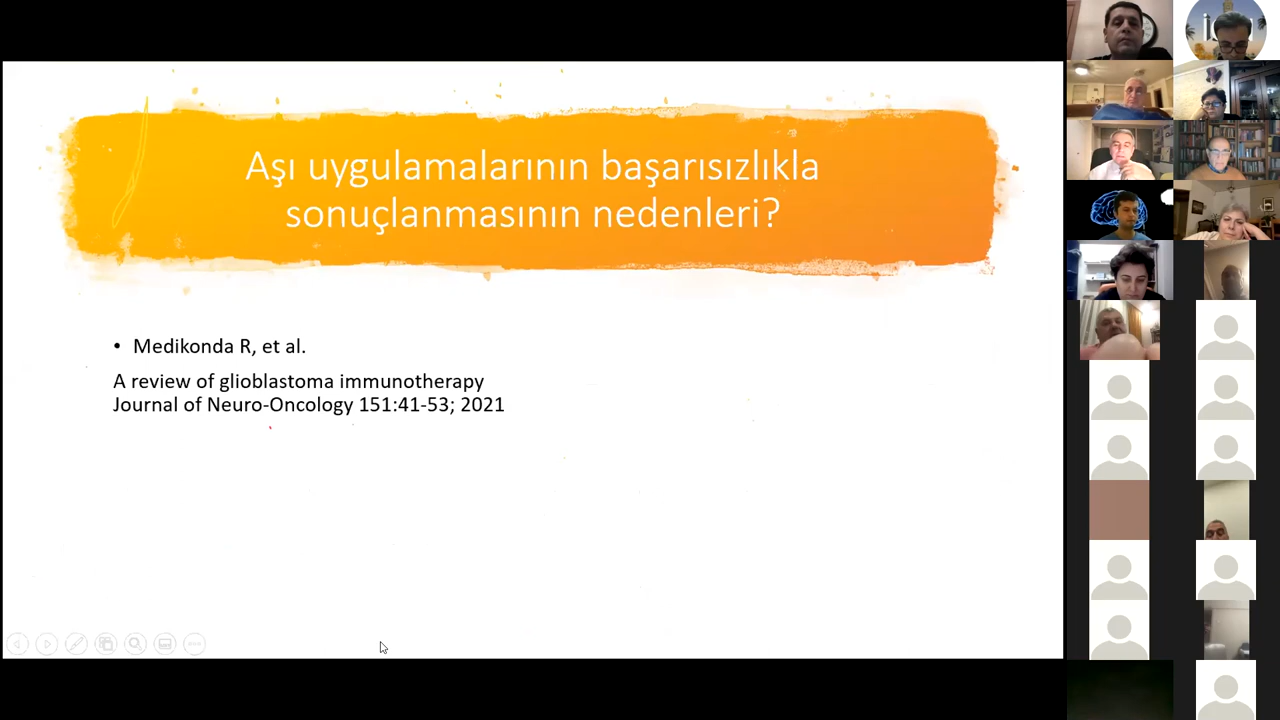 Aşı uygulamalarının başarısızlıkla
sonuçlanmasının nedenleri?
• Medikonda R, et al.
A review of glioblastoma immunotherapy
Journal of Neuro-Oncology 151:41-53; 2021